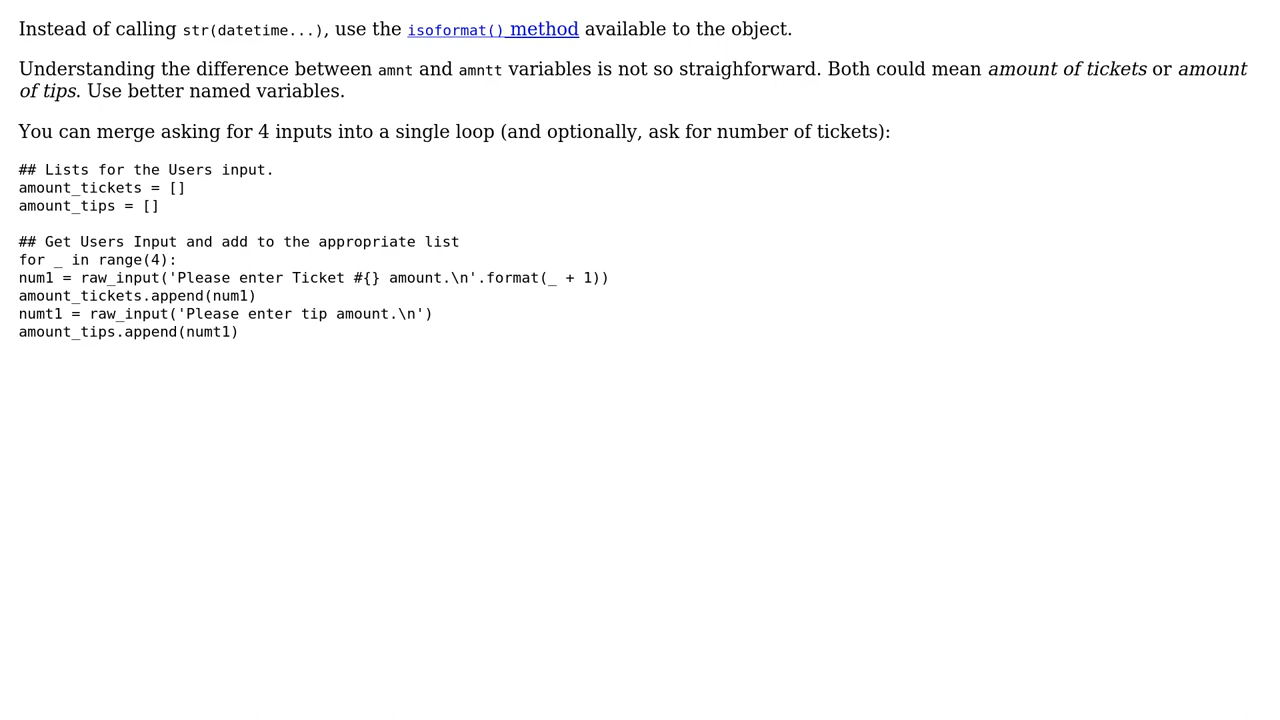 Instead of calling str(datetime...), use the isoformat() method available to the object.
Understanding the difference between amnt and amntt variables is not so straighforward. Both could mean amount of tickets or amount
of tips. Use better named variables.
You can merge asking for 4 inputs into a single loop (and optionally, ask for number of tickets):
## Lists for the Users input.
amount_tickets = []
amount_tips = []
## Get Users Input and add to the appropriate list
for _ in range(4):
num1 = raw_input('Please enter Ticket #{} amount.\n'.format(_ + 1))
amount_tickets.append(num1)
numt1 = raw_input('Please enter tip amount.\n')
amount_tips.append(numt1)